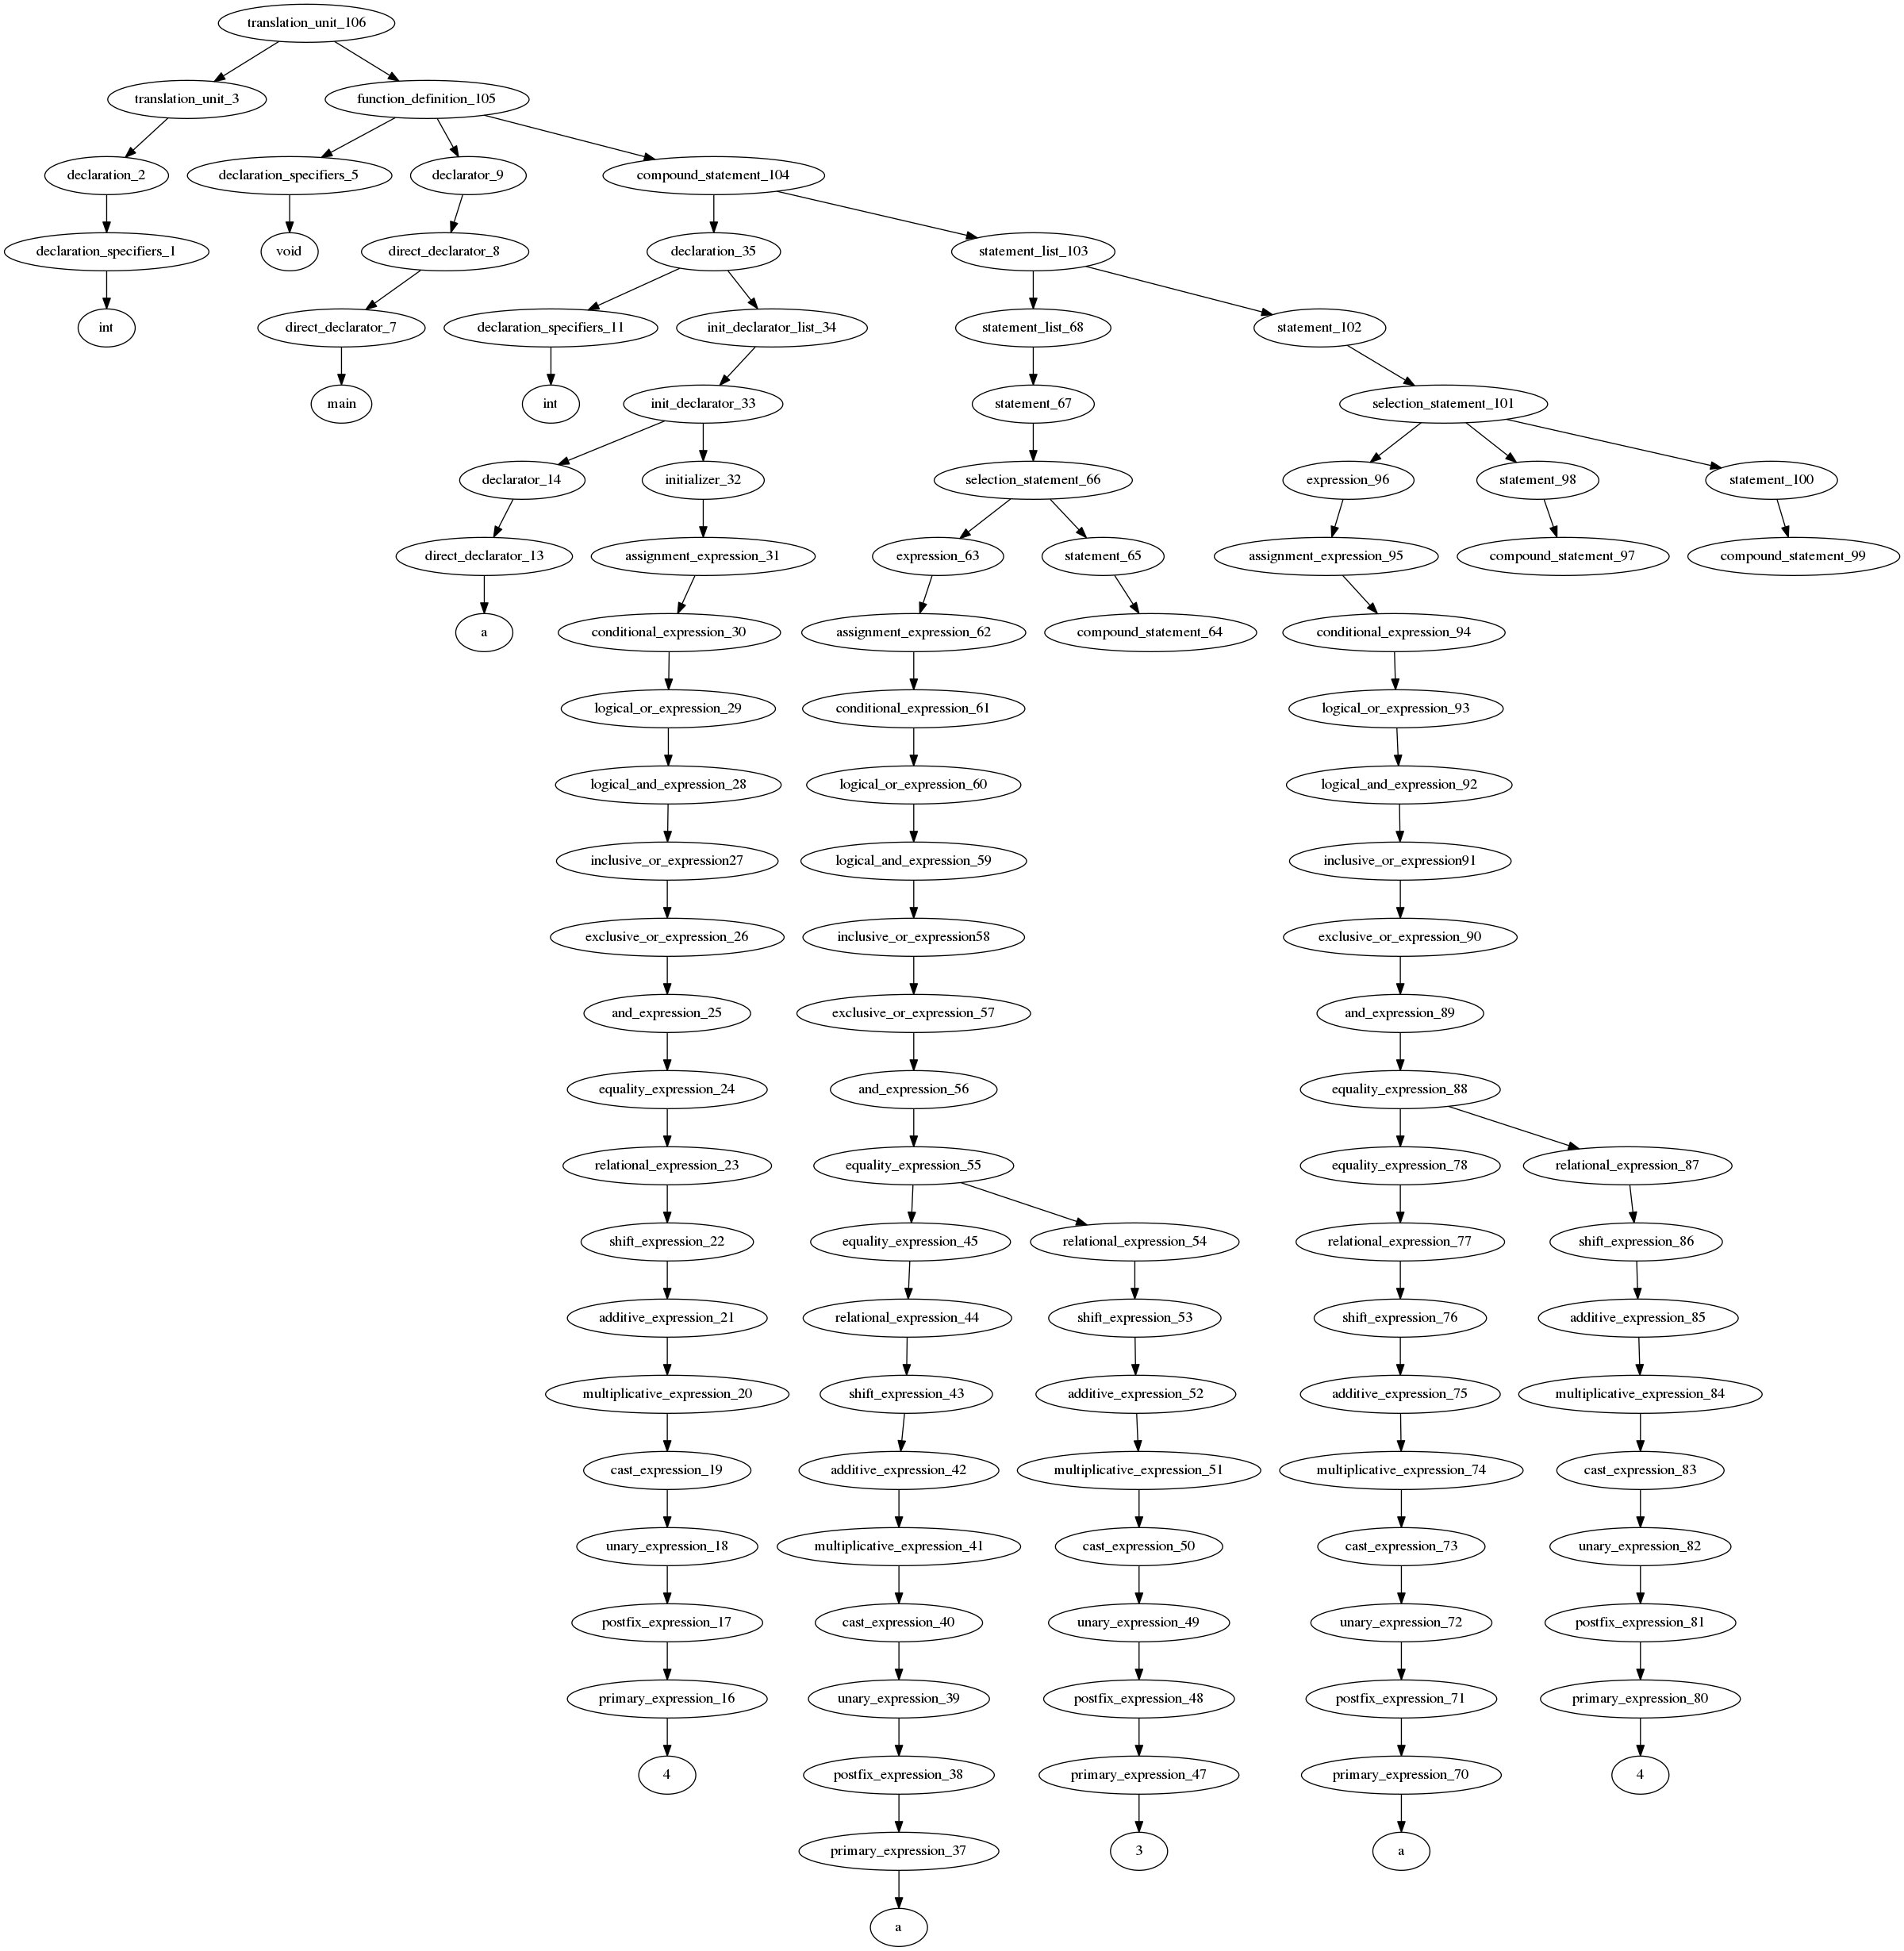 translation_unit_106
translation_unit_3 function_definition_105
declaration_2 declaration_specifiers_5 declarator_9 compound_statement_104
declaration_specifiers_1 void direct_declarator_8 declaration_35 statement_list_103
int direct_declarator_7 declaration_specifiers_11 init_declarator_list_34 statement_list_68 statement_102
main int init_declarator_33 statement_67 selection_statement_101
declarator_14 initializer_32 selection_statement_66 expression_96 statement_98 statement_100
direct_declarator_13 assignment_expression_31 expression_63 statement_65 assignment_expression_95 compound_statement_97 compound_statement_99
a conditional_expression_30 assignment_expression_62 compound_statement_64 conditional_expression_94
logical_or_expression_29 conditional_expression_61 logical_or_expression_93
logical_and_expression_28 logical_or_expression_60 logical_and_expression_92
inclusive_or_expression27 logical_and_expression_59 inclusive_or_expression91
exclusive_or_expression_26 inclusive_or_expression58 exclusive_or_expression_90
and_expression_25 exclusive_or_expression_57 and_expression_89
equality_expression_24 and_expression_56 equality_expression_88
relational_expression_23 equality_expression_55 equality_expression_78 relational_expression_87
shift_expression_22 equality_expression_45 relational_expression_54 relational_expression_77 shift_expression_86
additive_expression_21 relational_expression_44 shift_expression_53 shift_expression_76 additive_expression_85
multiplicative_expression_20 shift_expression_43 additive_expression_52 additive_expression_75 multiplicative_expression_84
cast_expression_19 additive_expression_42 multiplicative_expression_51 multiplicative_expression_74 cast_expression_83
unary_expression_18 multiplicative_expression_41 cast_expression_50 cast_expression_73 unary_expression_82
postfix_expression_17 cast_expression_40 unary_expression_49 unary_expression_72 postfix_expression_81
primary_expression_16 unary_expression_39 postfix_expression_48 postfix_expression_71 primary_expression_80
4 postfix_expression_38 primary_expression_47 primary_expression_70 4
primary_expression_37 3 a
a